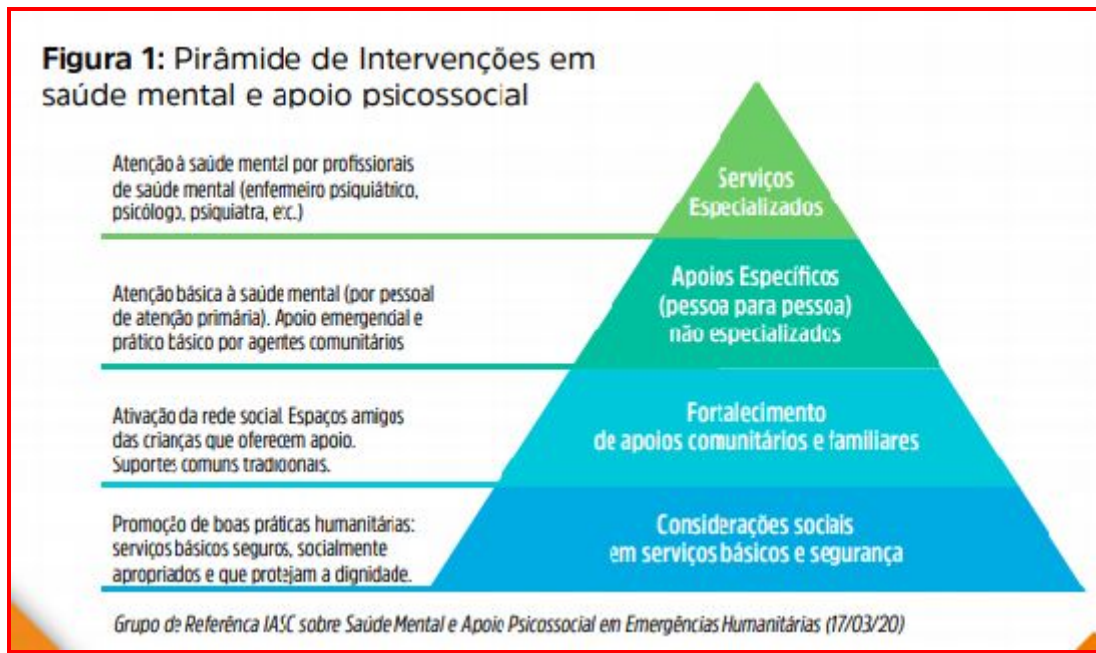 Figura 1: Pirâmide de Intervenções em
saúde mental e apoio psicossocial
Atenção à saúde mental por profissionais
de saúde mental (enfermeiro psiquiátrico,
psicólogo, psiquiatra, etc.)
Serviços
Especializados
Atenção básica à saúde mental (por pessoal
de atenção primária). Apoio emergencial e
prático básico por agentes comunitários
Apoios Específicos
(pessoa para pessoa)
não especializados
Ativação da rede social. Espaços amigos
das crianças que oferecem apoio.
Suportes comuns tradicionais.
Fortalecimento
de apoios comunitários e familiares
Promoção de boas práticas humanitárias:
serviços básicos seguros, socialmente
apropriados e que protejam a dignidade.
Considerações sociais
em serviços básicos e segurança
Grupo de Referênca IASC sobre Saúde Mental e Apoio Psicossocial em Emergências Humanitárias (17/03/20)